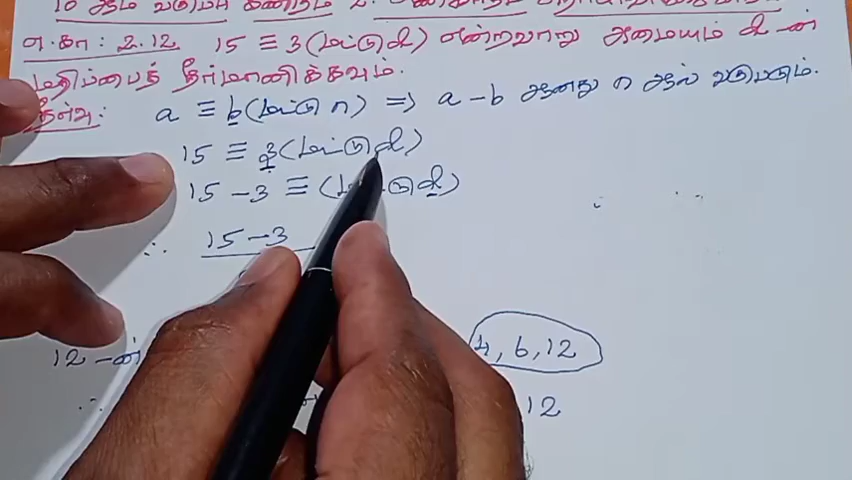 10 ஆம் வகுப்பு கணிதம் 2.
எ.கா : 2.12 15 ≡ 3 (மட்டு d) என்றவாறு அமையும் d -ன்
மதிப்பைத் தீர்மானிக்கவும்.
தீர்வு : a ≡ b (மட்டு n) ⇒ a - b ஆனது n ஆல் வகுபடும்.
15 ≡ 3 (மட்டு d)
15 - 3 ≡ (மட்டு d)
∴ 15 - 3
12 -ன் 4, 6, 12
∴ 12